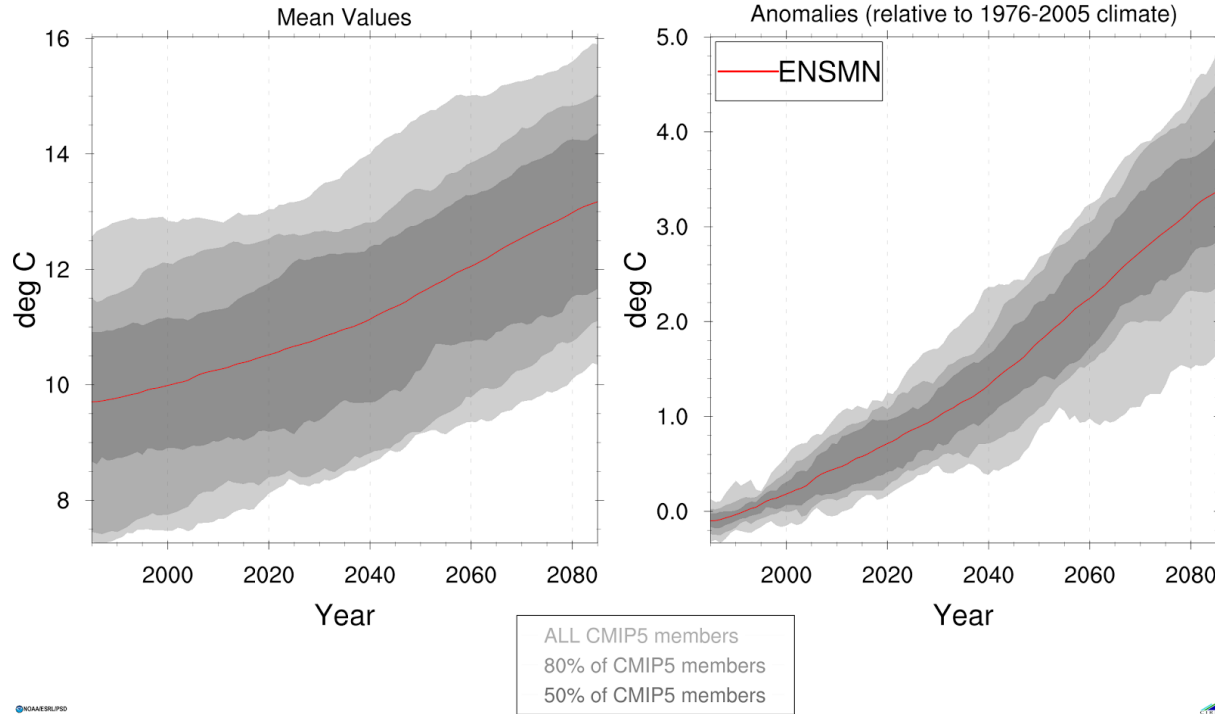 Mean Values
Anomalies (relative to 1976-2005 climate)
16
14
12
10
8
deg C
2000
2020
2040
2060
2080
Year
5.0
4.0
3.0
2.0
1.0
0.0
deg C
ENSMN
2000
2020
2040
2060
2080
Year
ALL CMIP5 members
80% of CMIP5 members
50% of CMIP5 members
NOAA/ESRL/PSD